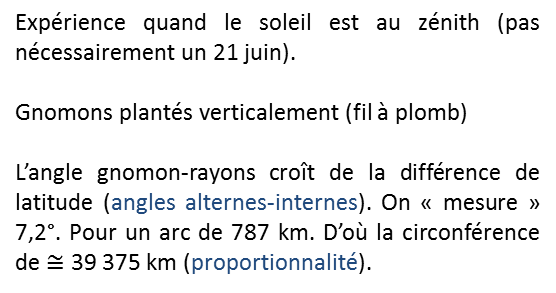 Expérience quand le soleil est au zénith (pas
nécessairement un 21 juin).
Gnomons plantés verticalement (fil à plomb)
L’angle gnomon-rayons croît de la différence de
latitude (angles alternes-internes). On « mesure »
7,2°. Pour un arc de 787 km. D’où la circonférence
de ≅ 39 375 km (proportionnalité).